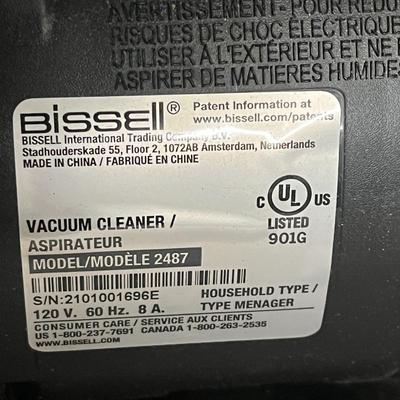 AVERTISSEMENT - POUR REDU
RISQUES DE CHOC ÉLECTRIQUE
UTILISER À L'EXTÉRIEUR ET NE
ASPIRER DE MATIERES HUMIDES
BISSELL® Patent Information at
www.bissell.com/patents
BISSELL International Trading Company B.V.
Stadhouderskade 55, Floor 2, 1072AB Amsterdam, Netherlands
MADE IN CHINA / FABRIQUÉ EN CHINE
C UL US
LISTED
901G
VACUUM CLEANER /
ASPIRATEUR
MODEL/MODÈLE 2487
S/N:2101001696E
120 V. 60 Hz. 8 A.
HOUSEHOLD TYPE /
TYPE MENAGER
CONSUMER CARE / SERVICE AUX CLIENTS
US 1-800-237-7691 CANADA 1-800-263-2535
www.BISSELL.com